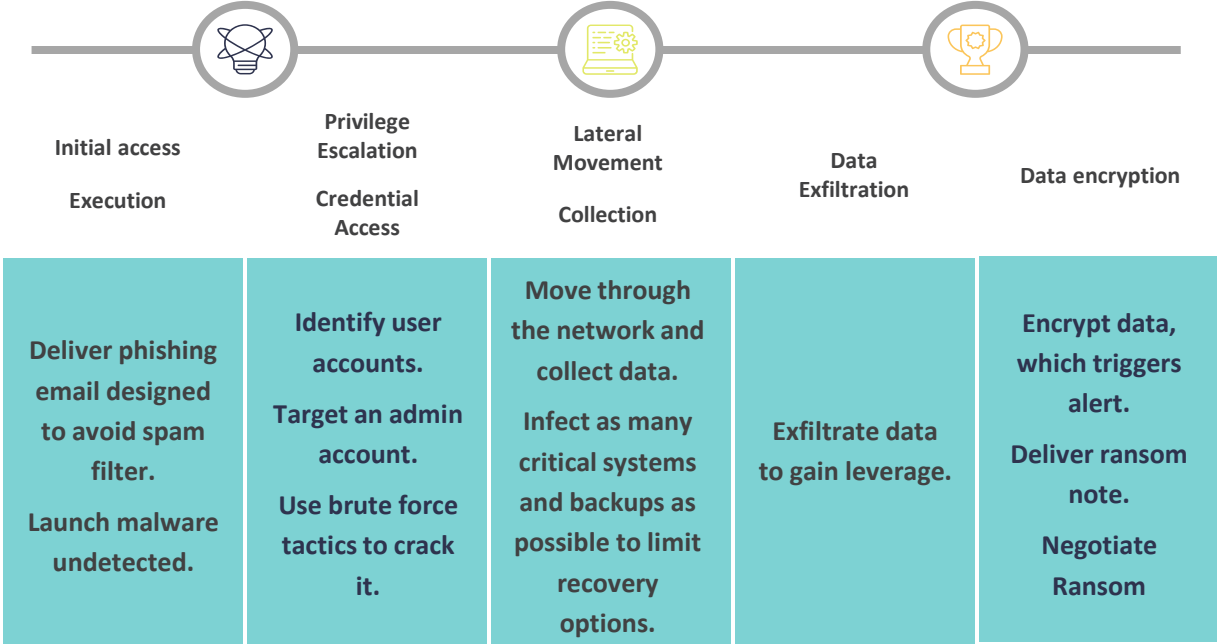 Initial access
Execution
Privilege
Escalation
Credential
Access
Lateral
Movement
Collection
Data
Exfiltration
Data encryption
Deliver phishing
email designed
to avoid spam
filter.
Launch malware
undetected.
Identify user
accounts.
Target an admin
account.
Use brute force
tactics to crack
it.
Move through
the network and
collect data.
Infect as many
critical systems
and backups as
possible to limit
recovery
options.
Exfiltrate data
to gain leverage.
Encrypt data,
which triggers
alert.
Deliver ransom
note.
Negotiate
Ransom